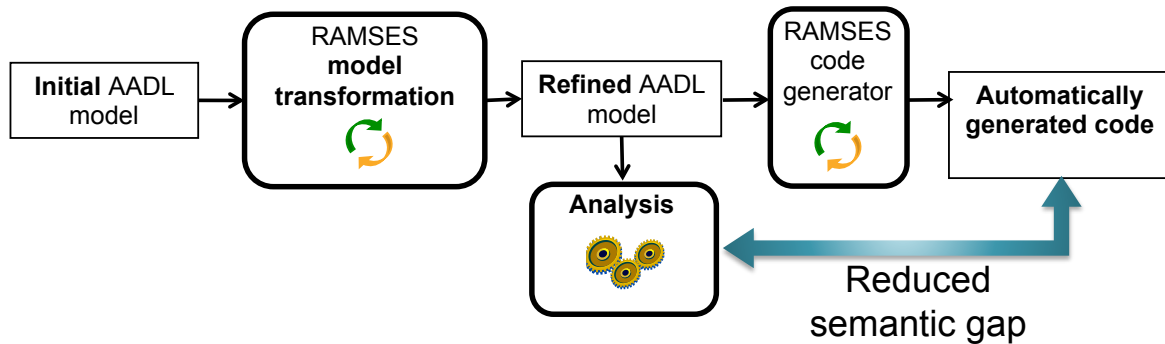 Initial AADL
model
RAMSES
model
transformation
Refined AADL
model
RAMSES
code
generator
Automatically
generated code
Analysis
Reduced
semantic gap